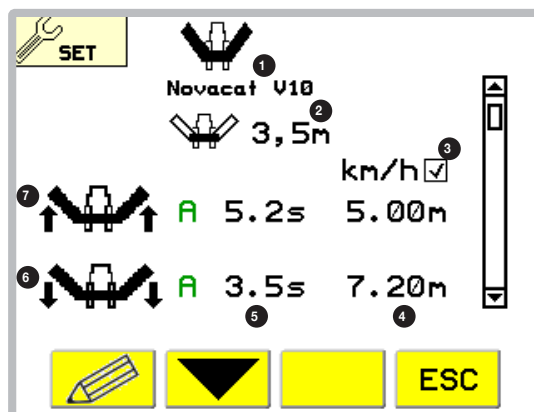 SET
1
Novacat V10
2
3,5m
3
km/h
7
A 5.2s 5.00m
6
A 3.5s 7.20m
5 4
ESC